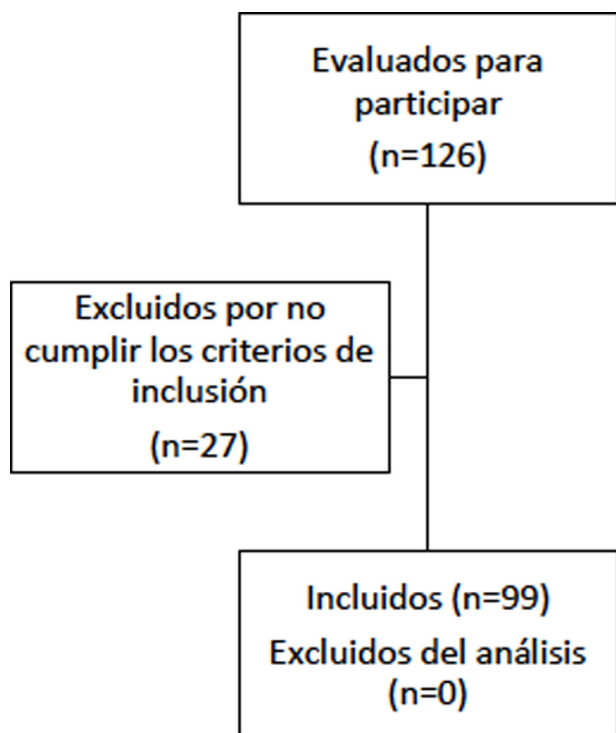 Evaluados para
participar
(n=126)
Excluidos por no
cumplir los criterios de
inclusión
(n=27)
Incluidos (n=99)
Excluidos del análisis
(n=0)